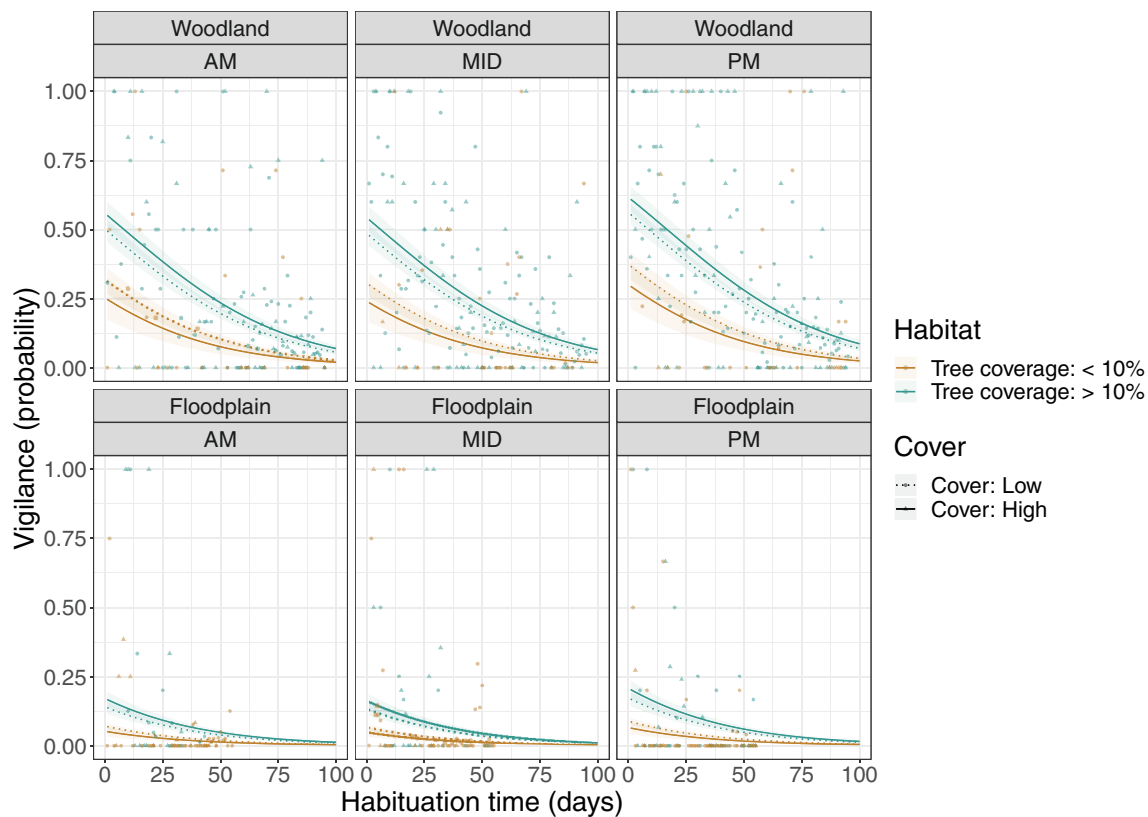 Woodland Woodland Woodland
AM MID PM
1.00
0.75
0.50
0.25
0.00
Floodplain Floodplain Floodplain
AM MID PM
1.00
0.75
0.50
0.25
0.00
0 25 50 75 100 0 25 50 75 100 0 25 50 75 100
Habituation time (days)
Vigilance (probability)
Habitat
Tree coverage: < 10%
Tree coverage: > 10%
Cover
Cover: Low
Cover: High